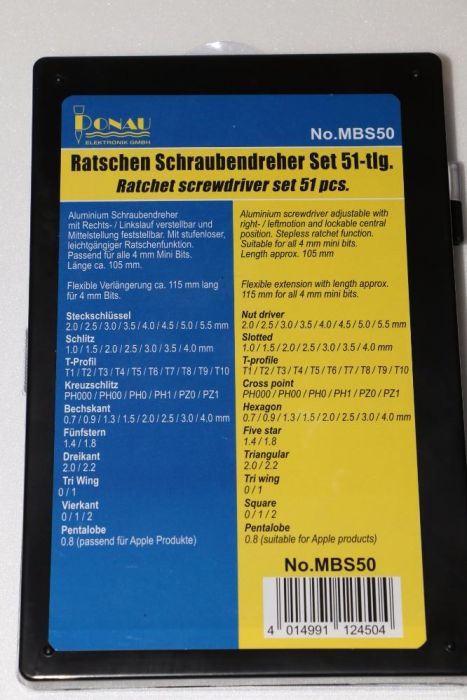 DONAU
ELEKTRONIK GMBH
No.MBS50
Ratschen Schraubendreher Set 51-tlg.
Ratchet screwdriver set 51 pcs.
Aluminium Schraubendreher
mit Rechts- / Linkslauf verstellbar und
Mittelstellung feststellbar. Mit stufenloser,
leichtgängiger Ratschenfunktion.
Passend für alle 4 mm Mini Bits.
Länge ca. 105 mm.
Flexible Verlängerung ca. 115 mm lang
für 4 mm Bits.
Steckschlüssel
2.0 / 2.5 / 3.0 / 3.5 / 4.0 / 4.5 / 5.0 / 5.5 mm
Schlitz
1.0 / 1.5 / 2.0 / 2.5 / 3.0 / 3.5 / 4.0 mm
T-Profil
T1 / T2 / T3 / T4 / T5 / T6 / T7 / T8 / T9 / T10
Kreuzschlitz
PH000 / PH00 / PH0 / PH1 / PZ0 / PZ1
Sechskant
0.7 / 0.9 / 1.3 / 1.5 / 2.0 / 2.5 / 3.0 / 4.0 mm
Fünfstern
1.4 / 1.8
Dreikant
2.0 / 2.2
Tri Wing
0 / 1
Vierkant
0 / 1 / 2
Pentalobe
0.8 (passend für Apple Produkte)
Aluminium screwdriver adjustable with
right- / leftmotion and lockable central
position. Stepless ratchet function.
Suitable for all 4 mm mini bits.
Length approx. 105 mm
Flexible extension with length approx.
115 mm for all 4 mm mini bits.
Nut driver
2.0 / 2.5 / 3.0 / 3.5 / 4.0 / 4.5 / 5.0 / 5.5 mm
Slotted
1.0 / 1.5 / 2.0 / 2.5 / 3.0 / 3.5 / 4.0 mm
T-profile
T1 / T2 / T3 / T4 / T5 / T6 / T7 / T8 / T9 / T10
Cross point
PH000 / PH00 / PH0 / PH1 / PZ0 / PZ1
Hexagon
0.7 / 0.9 / 1.3 / 1.5 / 2.0 / 2.5 / 3.0 / 4.0 mm
Five star
1.4 / 1.8
Triangular
2.0 / 2.2
Tri wing
0 / 1
Square
0 / 1 / 2
Pentalobe
0.8 (suitable for Apple products)
No.MBS50
4 014991 124504